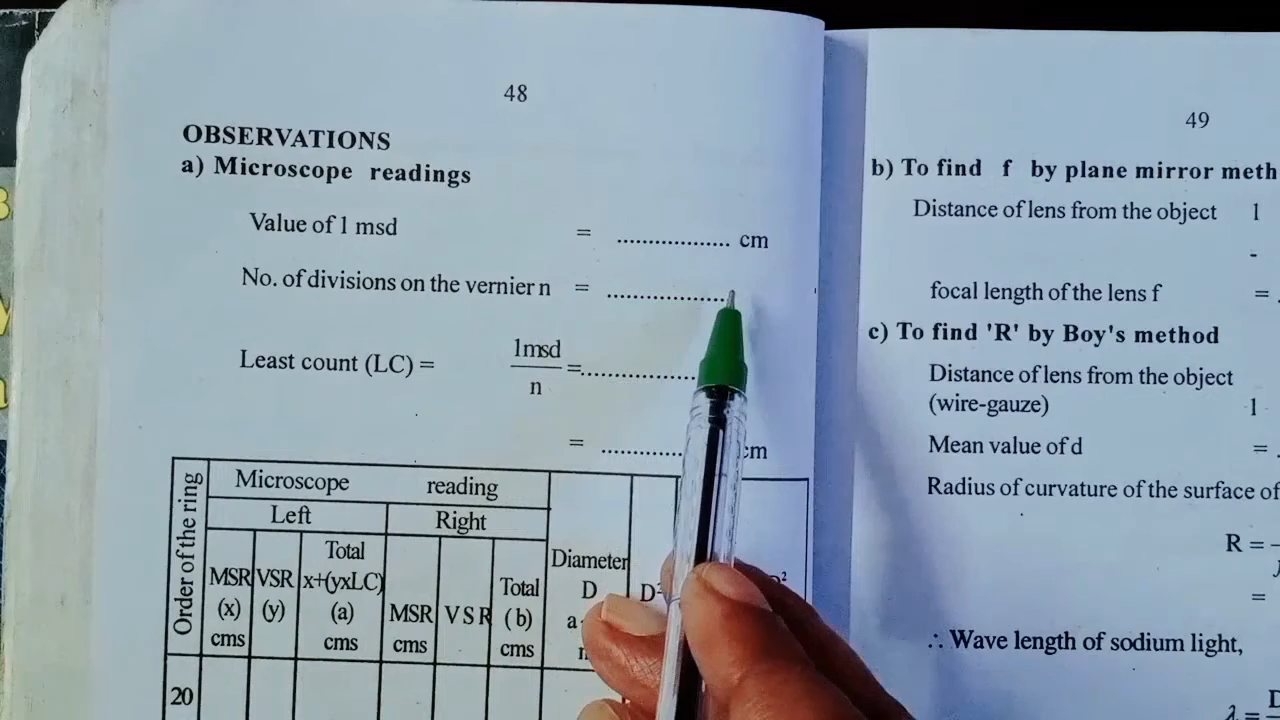 48
OBSERVATIONS
a) Microscope readings
Value of 1 msd = .................. cm
No. of divisions on the vernier n = ...................
Least count (LC) = 1msd / n = ..................
= ............. cm
Order of the ring
Microscope reading
Left Right
MSR (x) cms
VSR (y)
Total x+(yxLC) (a) cms
MSR cms
VSR
Total (b) cms
Diameter D
20
49
b) To find f by plane mirror meth
Distance of lens from the object 1
-
focal length of the lens f =
c) To find 'R' by Boy's method
Distance of lens from the object
(wire-gauze) 1
Mean value of d =
Radius of curvature of the surface of
R =
=
∴ Wave length of sodium light,
λ =